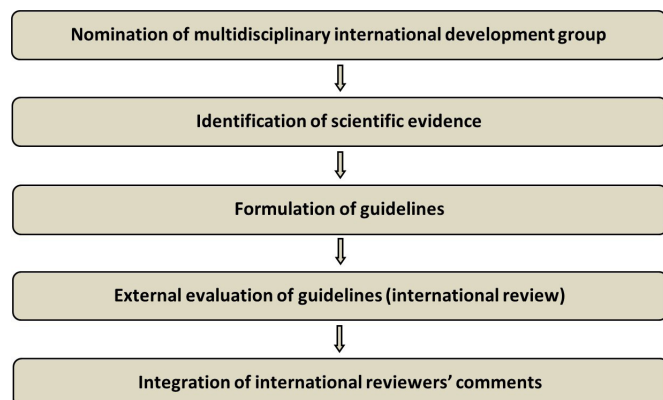 Nomination of multidisciplinary international development group
Identification of scientific evidence
Formulation of guidelines
External evaluation of guidelines (international review)
Integration of international reviewers’ comments